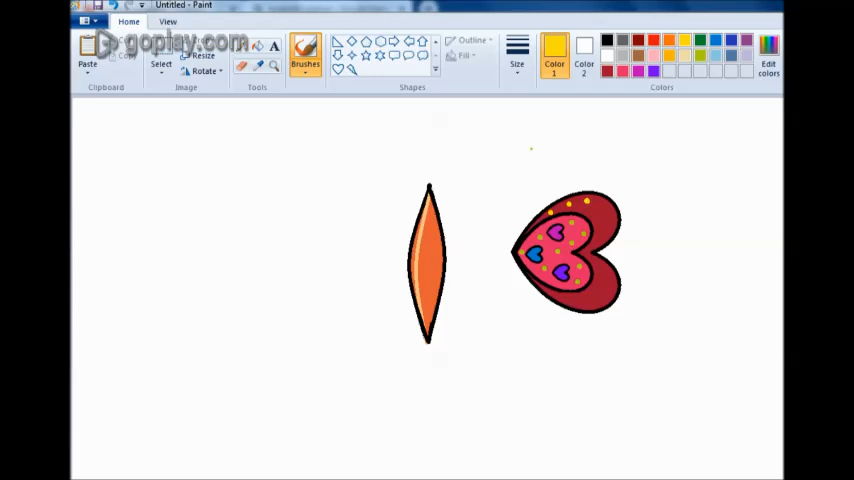 Untitled - Paint
Home
View
goplay.com
Paste
Select
Resize
Rotate
A
Brushes
Outline
Fill
Size
Color 1
Color 2
Edit colors
Clipboard
Image
Tools
Shapes
Colors